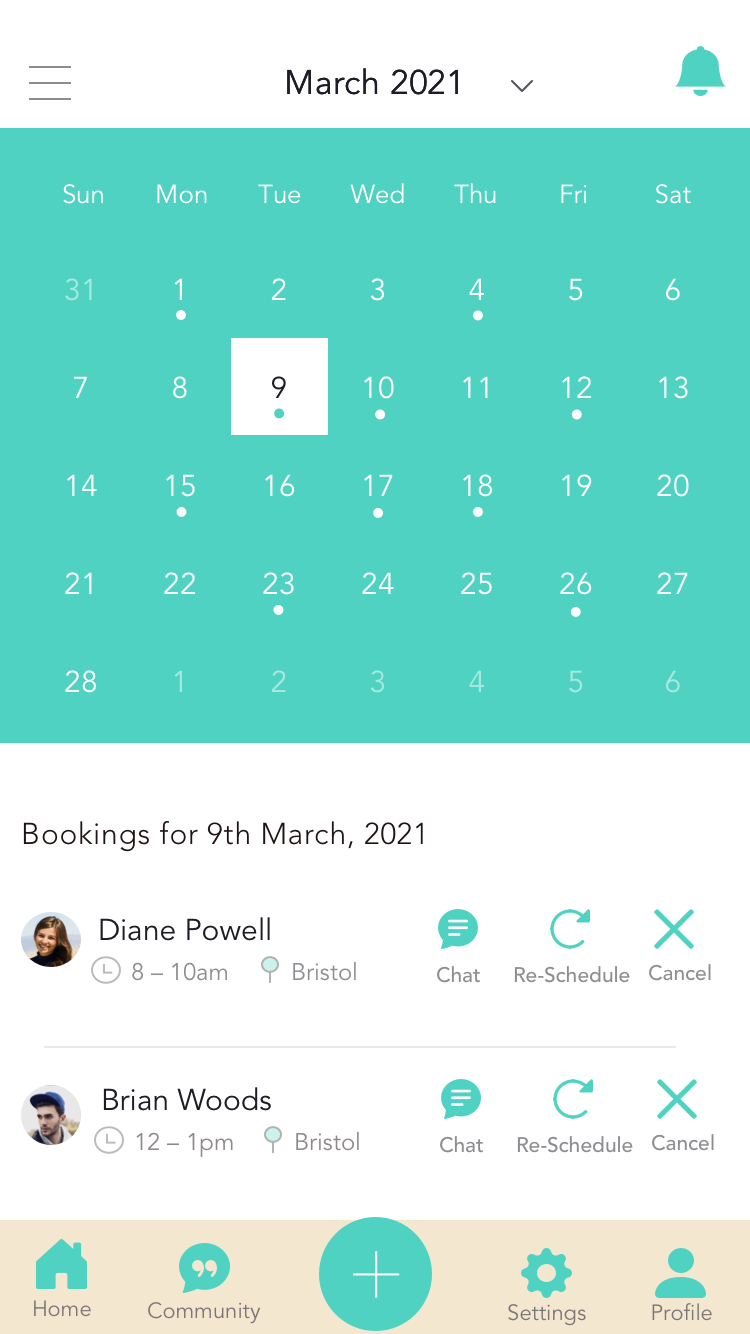 March 2021
Sun Mon Tue Wed Thu Fri Sat
31 1 2 3 4 5 6
7 8 9 10 11 12 13
14 15 16 17 18 19 20
21 22 23 24 25 26 27
28 1 2 3 4 5 6
Bookings for 9th March, 2021
Diane Powell
8 – 10am Bristol
Chat Re-Schedule Cancel
Brian Woods
12 – 1pm Bristol
Chat Re-Schedule Cancel
Home Community Settings Profile